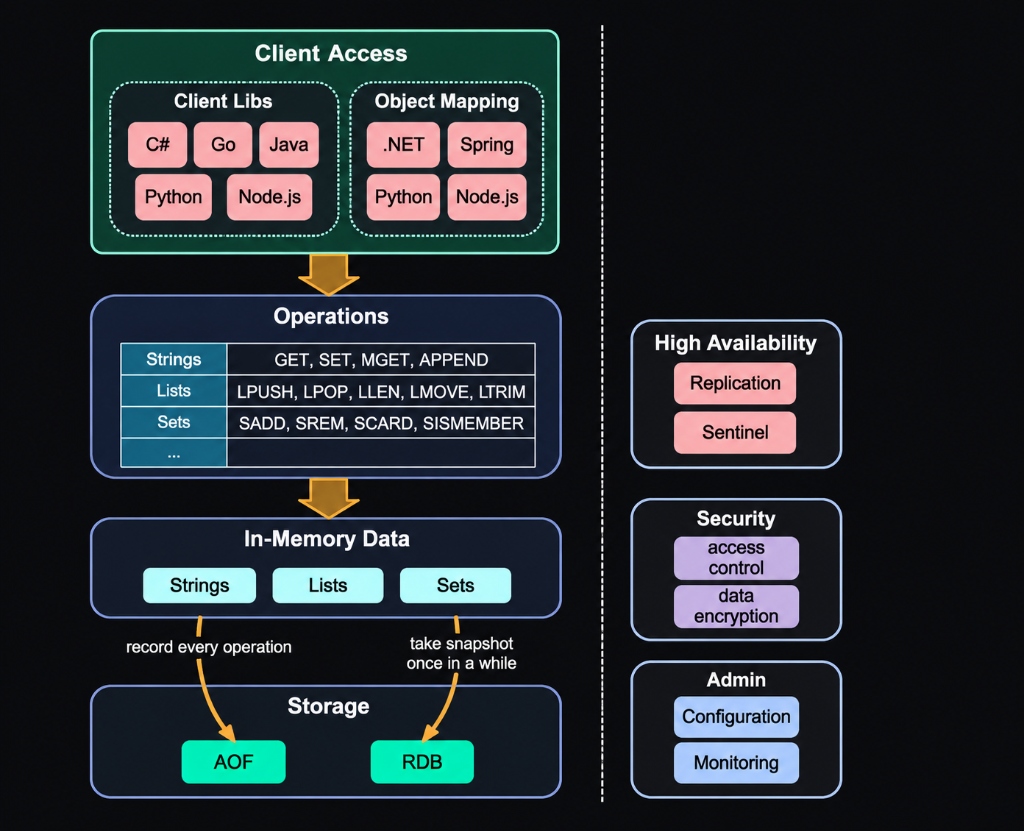 Client Access
Client Libs
C#
Go
Java
Python
Node.js
Object Mapping
.NET
Spring
Python
Node.js
Operations
Strings
GET, SET, MGET, APPEND
Lists
LPUSH, LPOP, LLEN, LMOVE, LTRIM
Sets
SADD, SREM, SCARD, SISMEMBER
...
In-Memory Data
Strings
Lists
Sets
record every operation
take snapshot
once in a while
Storage
AOF
RDB
High Availability
Replication
Sentinel
Security
access
control
data
encryption
Admin
Configuration
Monitoring